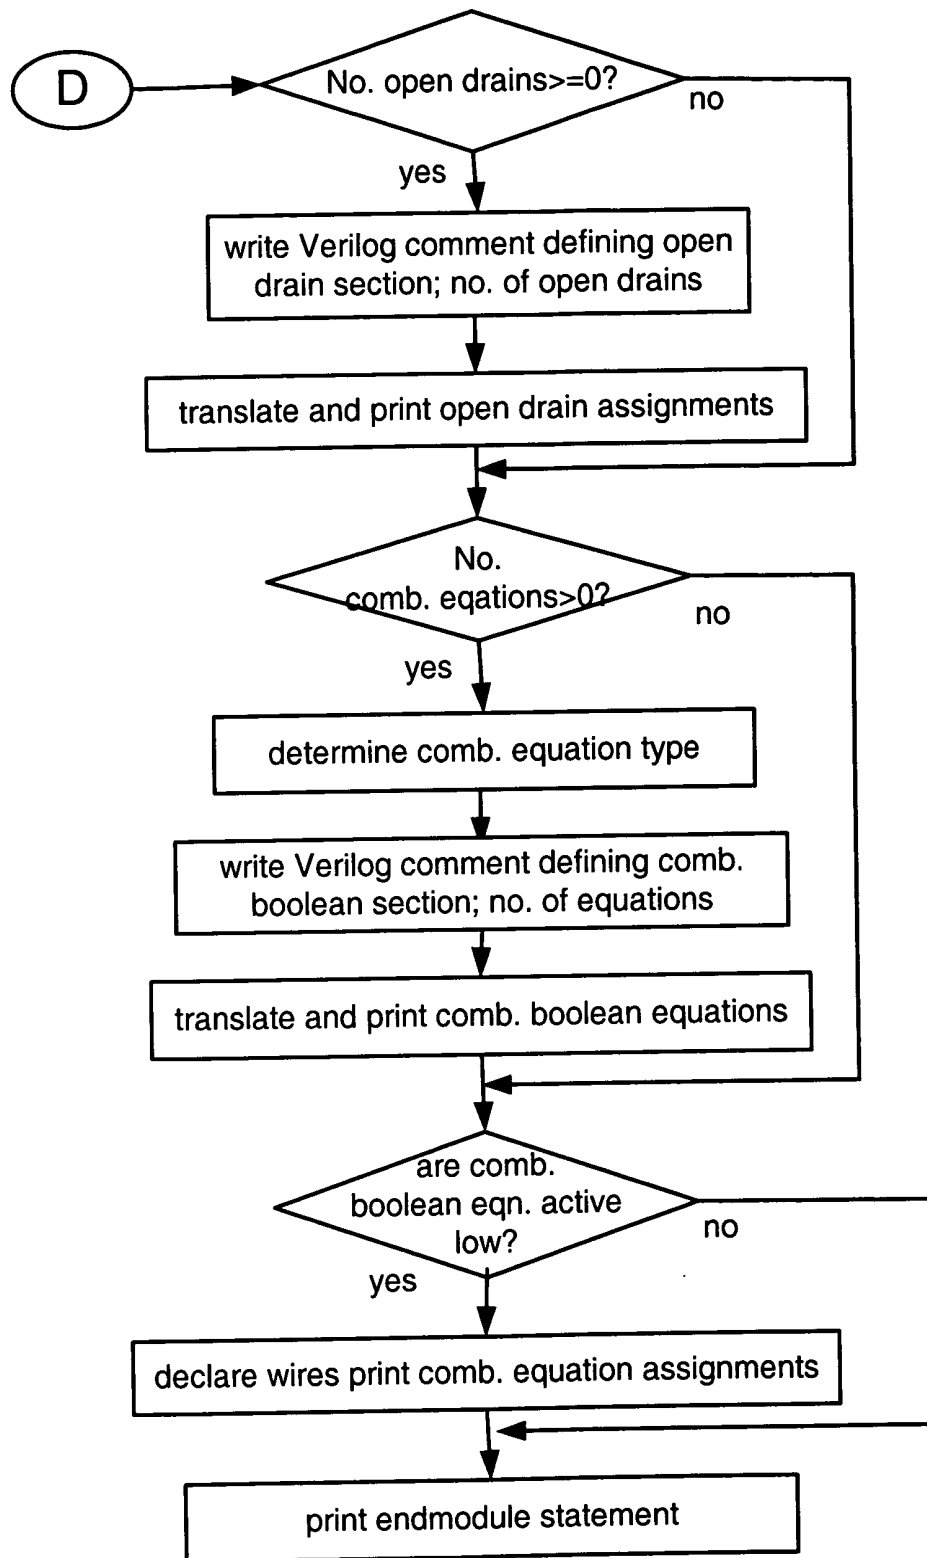 D
No. open drains>=0?
no
yes
write Verilog comment defining open
drain section; no. of open drains
translate and print open drain assignments
No.
comb. eqations>0?
no
yes
determine comb. equation type
write Verilog comment defining comb.
boolean section; no. of equations
translate and print comb. boolean equations
are comb.
boolean eqn. active
low?
no
yes
declare wires print comb. equation assignments
print endmodule statement